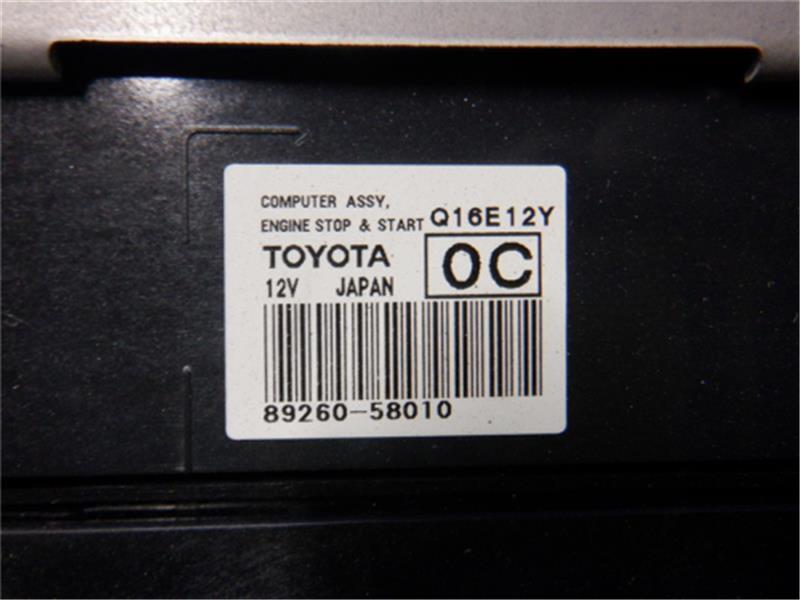 COMPUTER ASSY,
ENGINE STOP & START Q16E12Y
TOYOTA 0C
12V JAPAN
89260-58010